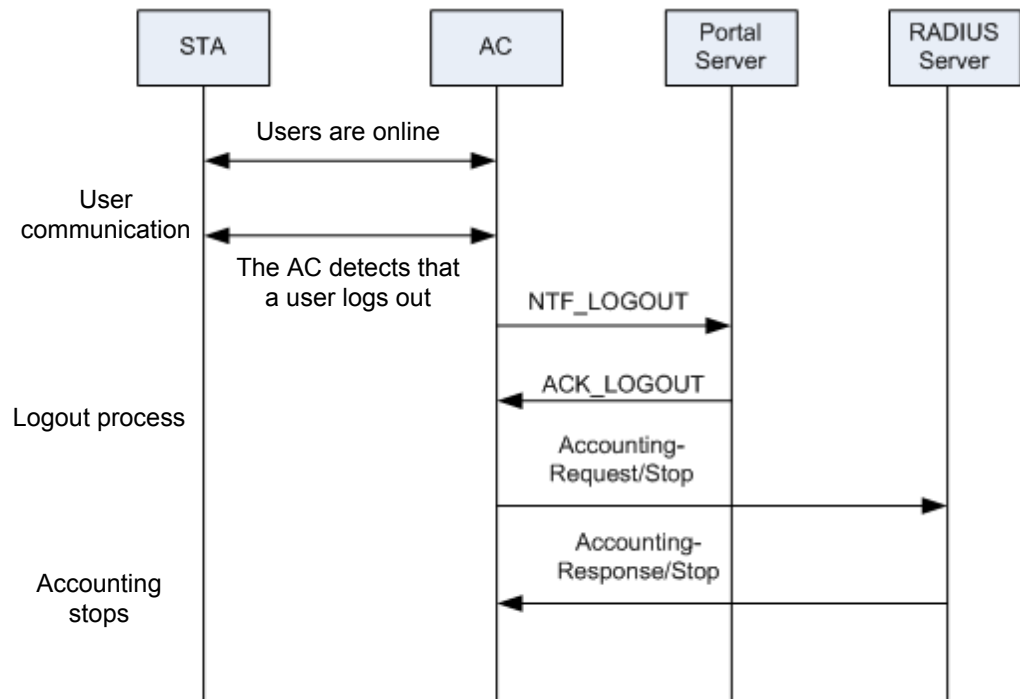 STA
AC
Portal
Server
RADIUS
Server
Users are online
User
communication
The AC detects that
a user logs out
NTF_LOGOUT
ACK_LOGOUT
Logout process
Accounting-
Request/Stop
Accounting-
Response/Stop
Accounting
stops